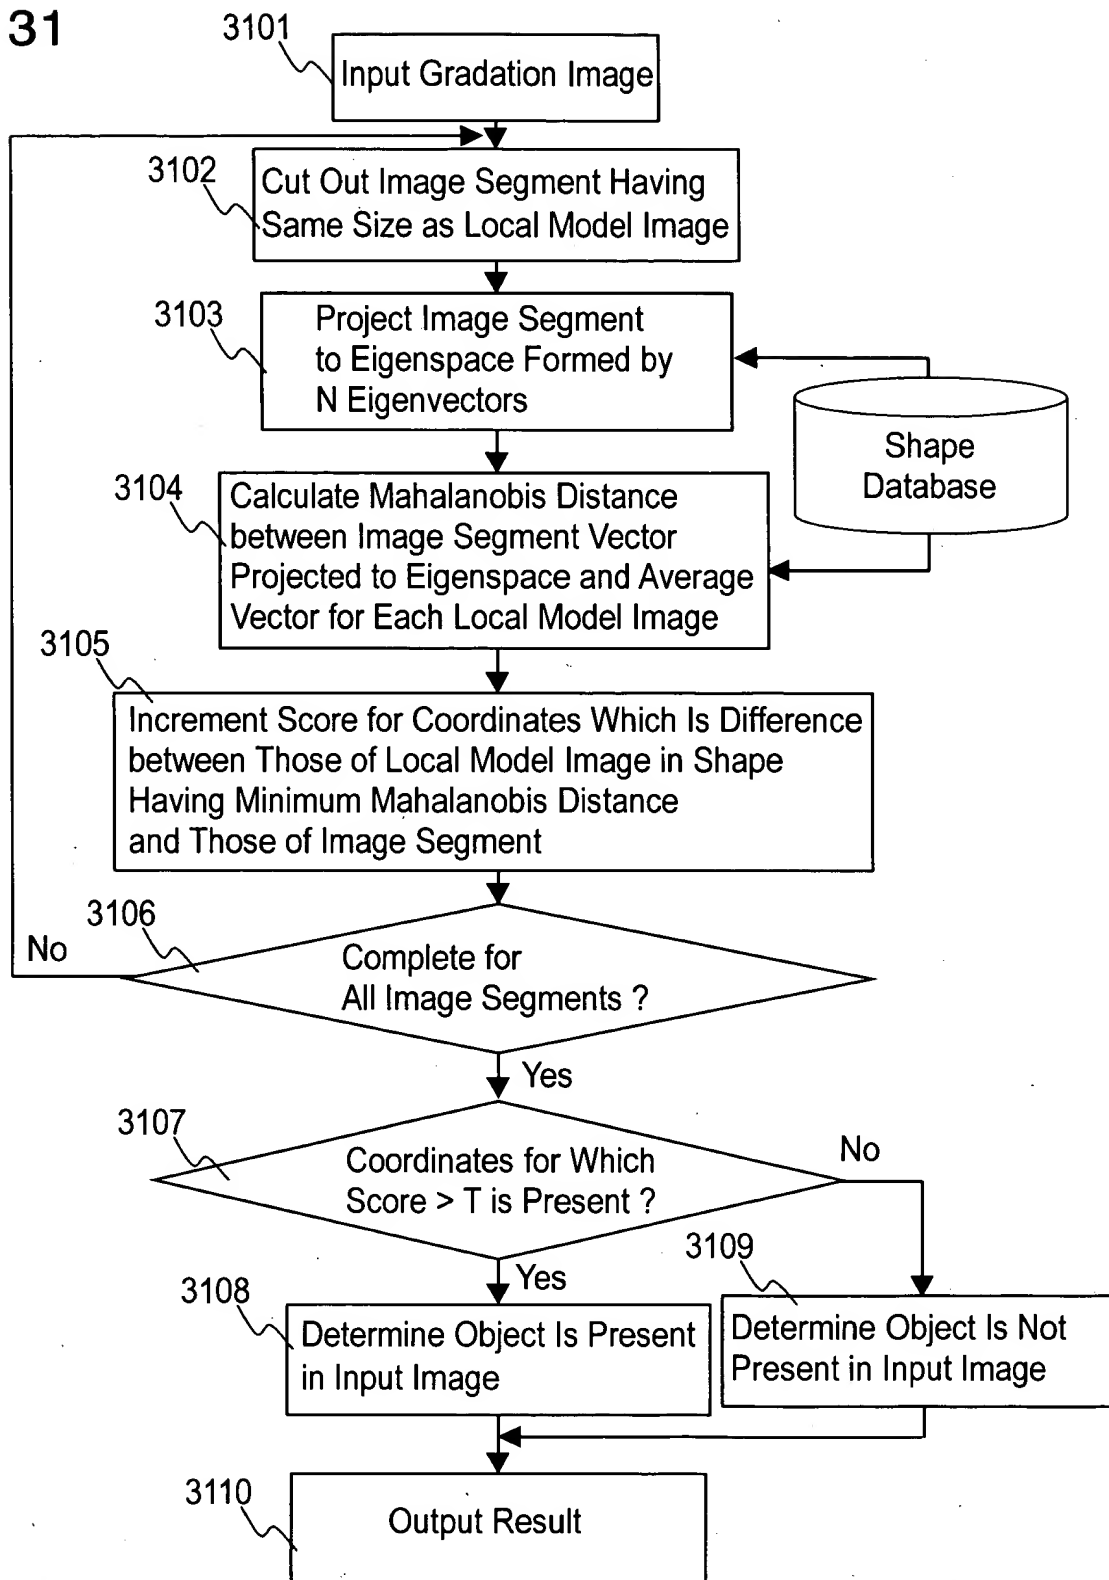 31
3101
Input Gradation Image
3102
Cut Out Image Segment Having
Same Size as Local Model Image
3103
Project Image Segment
to Eigenspace Formed by
N Eigenvectors
Shape
Database
3104
Calculate Mahalanobis Distance
between Image Segment Vector
Projected to Eigenspace and Average
Vector for Each Local Model Image
3105
Increment Score for Coordinates Which Is Difference
between Those of Local Model Image in Shape
Having Minimum Mahalanobis Distance
and Those of Image Segment
3106
No
Complete for
All Image Segments ?
Yes
3107
Coordinates for Which
Score > T is Present ?
No
Yes
3108
Determine Object Is Present
in Input Image
3109
Determine Object Is Not
Present in Input Image
3110
Output Result